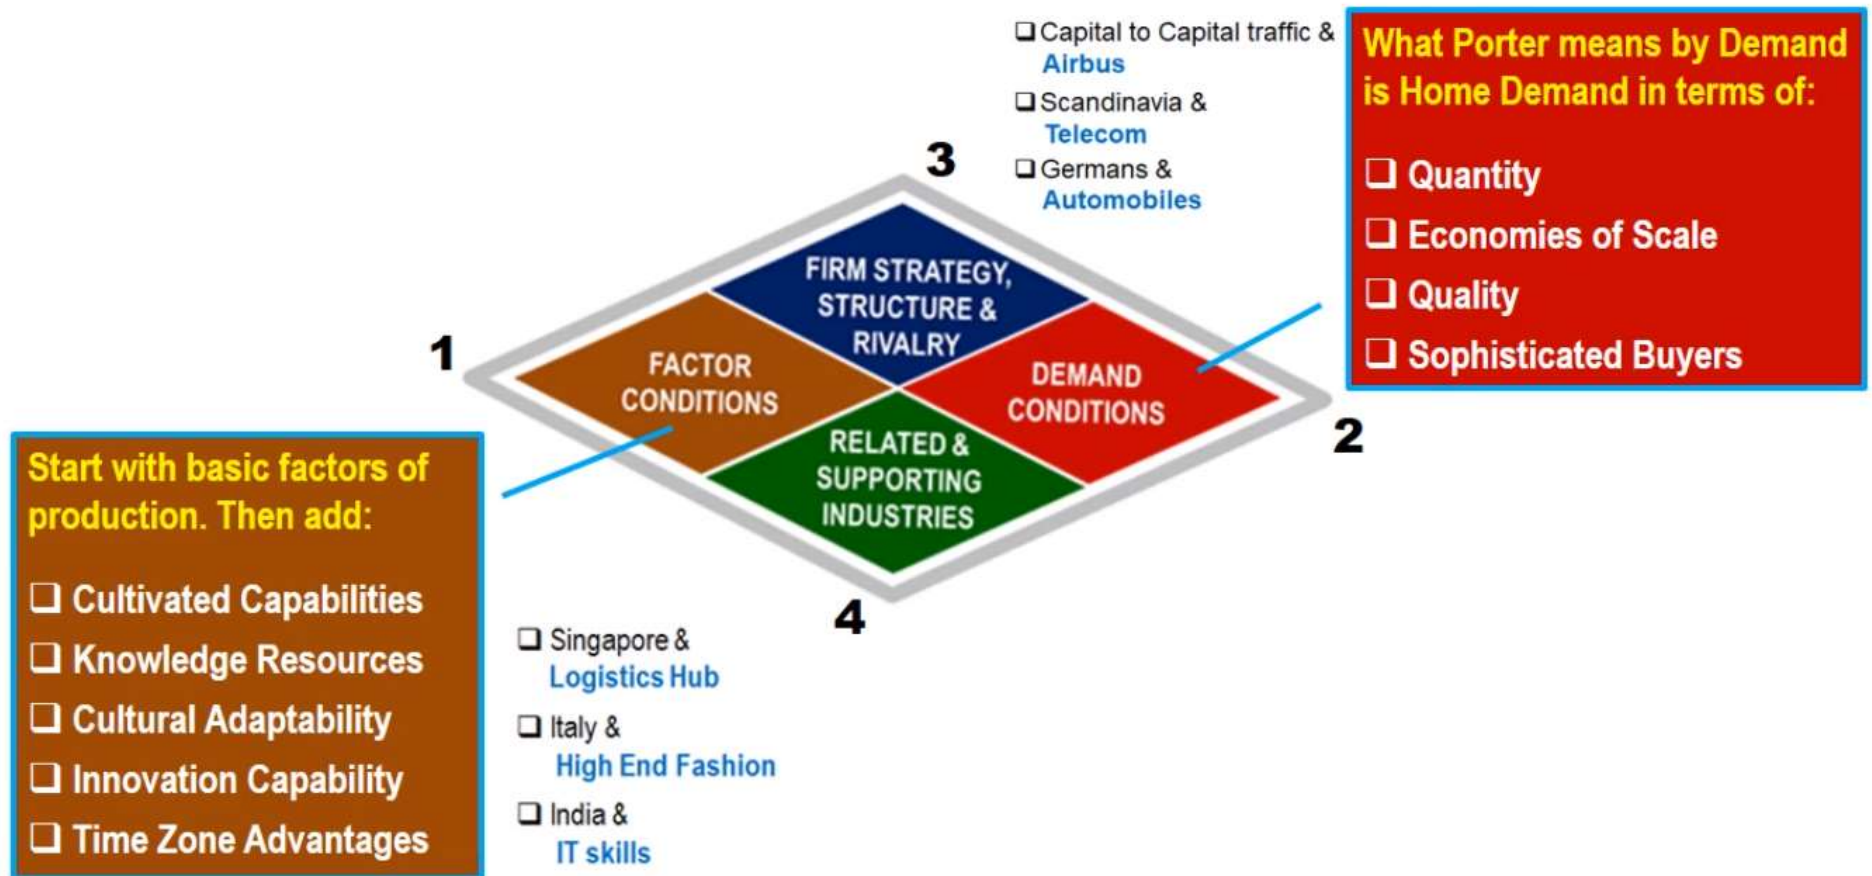 ❑ Capital to Capital traffic &
Airbus
❑ Scandinavia &
Telecom
❑ Germans &
Automobiles
What Porter means by Demand
is Home Demand in terms of:
❑ Quantity
❑ Economies of Scale
❑ Quality
❑ Sophisticated Buyers
3
FIRM STRATEGY,
STRUCTURE &
RIVALRY
1
FACTOR
CONDITIONS
DEMAND
CONDITIONS
2
RELATED &
SUPPORTING
INDUSTRIES
4
Start with basic factors of
production. Then add:
❑ Cultivated Capabilities
❑ Knowledge Resources
❑ Cultural Adaptability
❑ Innovation Capability
❑ Time Zone Advantages
❑ Singapore &
Logistics Hub
❑ Italy &
High End Fashion
❑ India &
IT skills